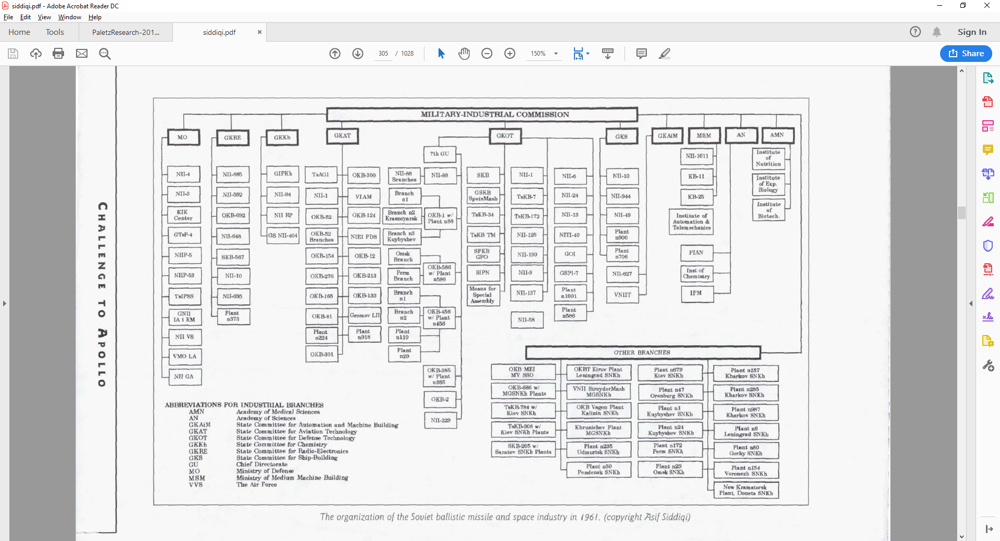 siddiqi.pdf - Adobe Acrobat Reader DC
File Edit View Window Help
Home Tools PaletzResearch-201... siddiqi.pdf × Sign In
305 / 1028 150% Share
CHALLENGE TO APOLLO
MILITARY-INDUSTRIAL COMMISSION
MO
GKRE
GKKh
GKAT
GKOT
GKS
GKAiM
MSM
AN
AMN
NII-4
NII-3
KIK
Center
GTsP-4
NIIP-5
NIIP-53
TsIPSS
GNII
IA i KM
NII VS
VMO LA
NII GA
NII-885
NII-592
OKB-692
NII-648
SKB-567
NII-10
NII-695
Plant
n373
GIPKh
NII-94
NII RP
GS NII-404
TsAGI
NII-1
OKB-52
OKB-52
Branches
OKB-154
OKB-276
OKB-165
OKB-81
Plant
n224
OKB-301
OKB-300
VIAM
OKB-124
NIEI PDS
OKB-12
OKB-213
OKB-133
Gromov LII
Plant
n918
NII-88
Branches
Branch
n1
Branch n2
Krasnoyarsk
Branch n3
Kuybyshev
Omsk
Branch
Perm
Branch
Branch
n1
Branch
n2
Plant
n119
Plant
n29
7th GU
NII-88
OKB-1 w/
Plant n88
OKB-586
w/ Plant
n586
OKB-456
w/ Plant
n456
OKB-385
w/ Plant
n385
OKB-2
NII-229
SKB
GSKB
SpetsMash
TsKB-34
TsKB TM
SPKB
GPO
SIPN
Means for
Special
Assembly
NII-1
TsKB-7
TsKB-172
NII-125
NII-130
NII-9
NII-137
NII-58
NII-6
NII-24
NII-13
NITI-40
GOI
GSPI-7
Plant
n1001
Plant
n586
NII-10
NII-944
NII-49
Plant
n900
Plant
n706
NII-627
VNIIT
NII-1011
KB-11
KB-25
Institute of
Automation &
Telemechanics
FIAN
Inst of
Chemistry
IPM
Institute
of
Nutrition
Institute
of Exp.
Biology
Institute
of
Biotech.
OTHER BRANCHES
OKB MEI
MV SSO
OKB-686 w/
MGSNKh Plants
TsKB-784 w/
Kiev SNKh
TsKB-308 w/
Kiev SNKh Plants
SKB-205 w/
Saratov SNKh Plants
OKBT Kirov Plant
Leningrad SNKh
VNII StroydorMash
MGSNKh
OKB Vagon Plant
Kalinin SNKh
Khrunichev Plant
MGSNKh
Plant n235
Udmurtsk SNKh
Plant n50
Pendensk SNKh
Plant n679
Kiev SNKh
Plant n47
Orenburg SNKh
Plant n1
Kuybyshev SNKh
Plant n24
Kuybyshev SNKh
Plant n172
Perm SNKh
Plant n29
Omsk SNKh
Plant n157
Kharkov SNKh
Plant n285
Kharkov SNKh
Plant n987
Kharkov SNKh
Plant n6
Leningrad SNKh
Plant n80
Gorky SNKh
Plant n154
Voronezh SNKh
New Kramatorsk
Plant, Donets SNKh
ABBREVIATIONS FOR INDUSTRIAL BRANCHES
AMN Academy of Medical Sciences
AN Academy of Sciences
GKAiM State Committee for Automation and Machine Building
GKAT State Committee for Aviation Technology
GKOT State Committee for Defense Technology
GKKh State Committee for Chemistry
GKRE State Committee for Radio-Electronics
GKS State Committee for Ship-Building
GU Chief Directorate
MO Ministry of Defense
MSM Ministry of Medium Machine Building
VVS The Air Force
The organization of the Soviet ballistic missile and space industry in 1961. (copyright Asif Siddiqi)